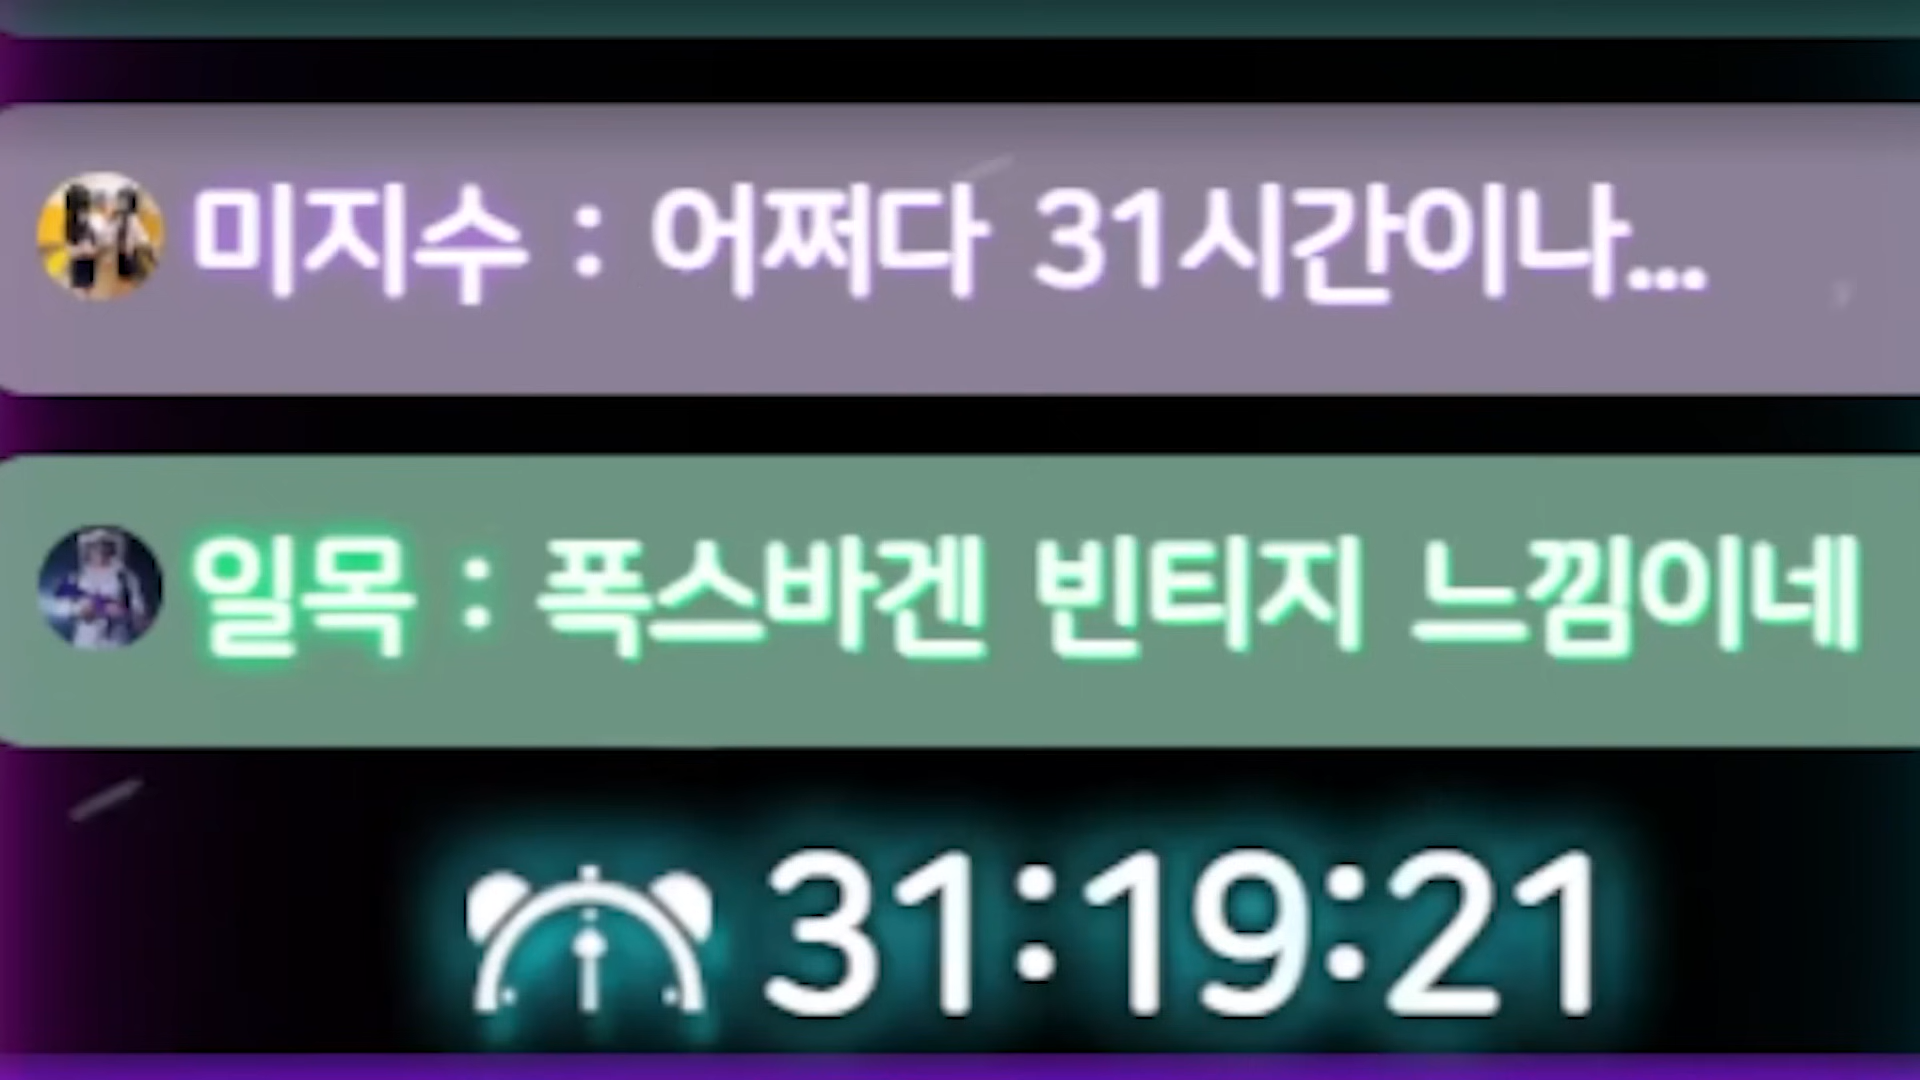 미지수 : 어쩌다 31시간이나...
일목 : 폭스바겐 빈티지 느낌이네
31:19:21